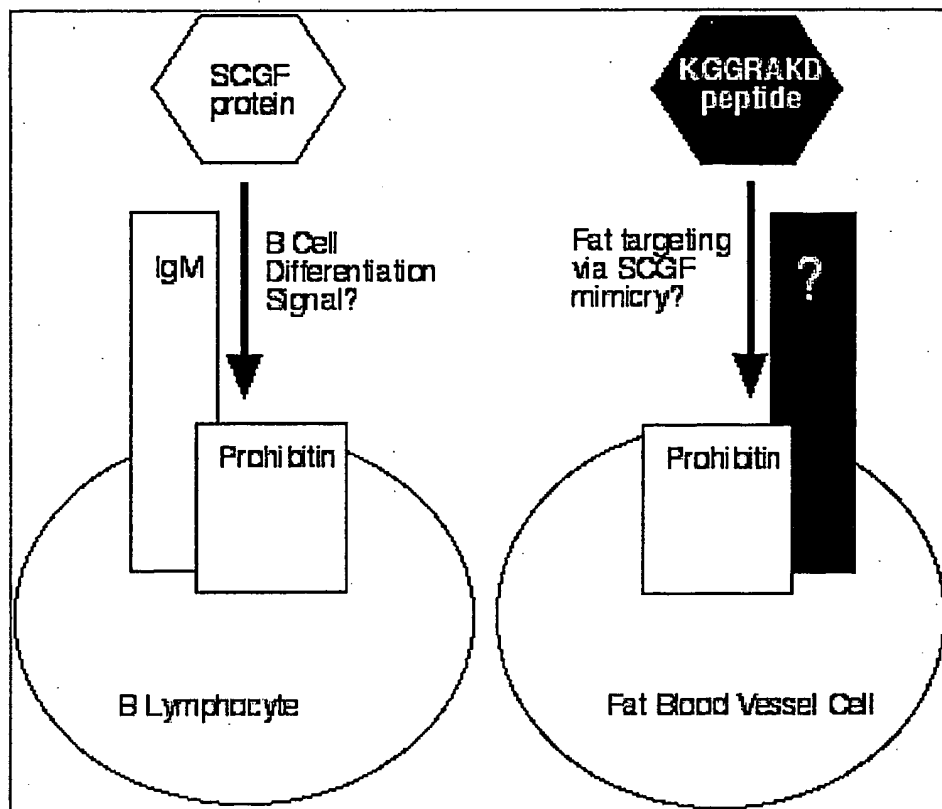 SCGF
protein
KGGRAKD
peptide
IgM
B Cell
Differentiation
Signal?
Fat targeting
via SCGF
mimicry?
?
Prohibitin
Prohibitin
B Lymphocyte
Fat Blood Vessel Cell